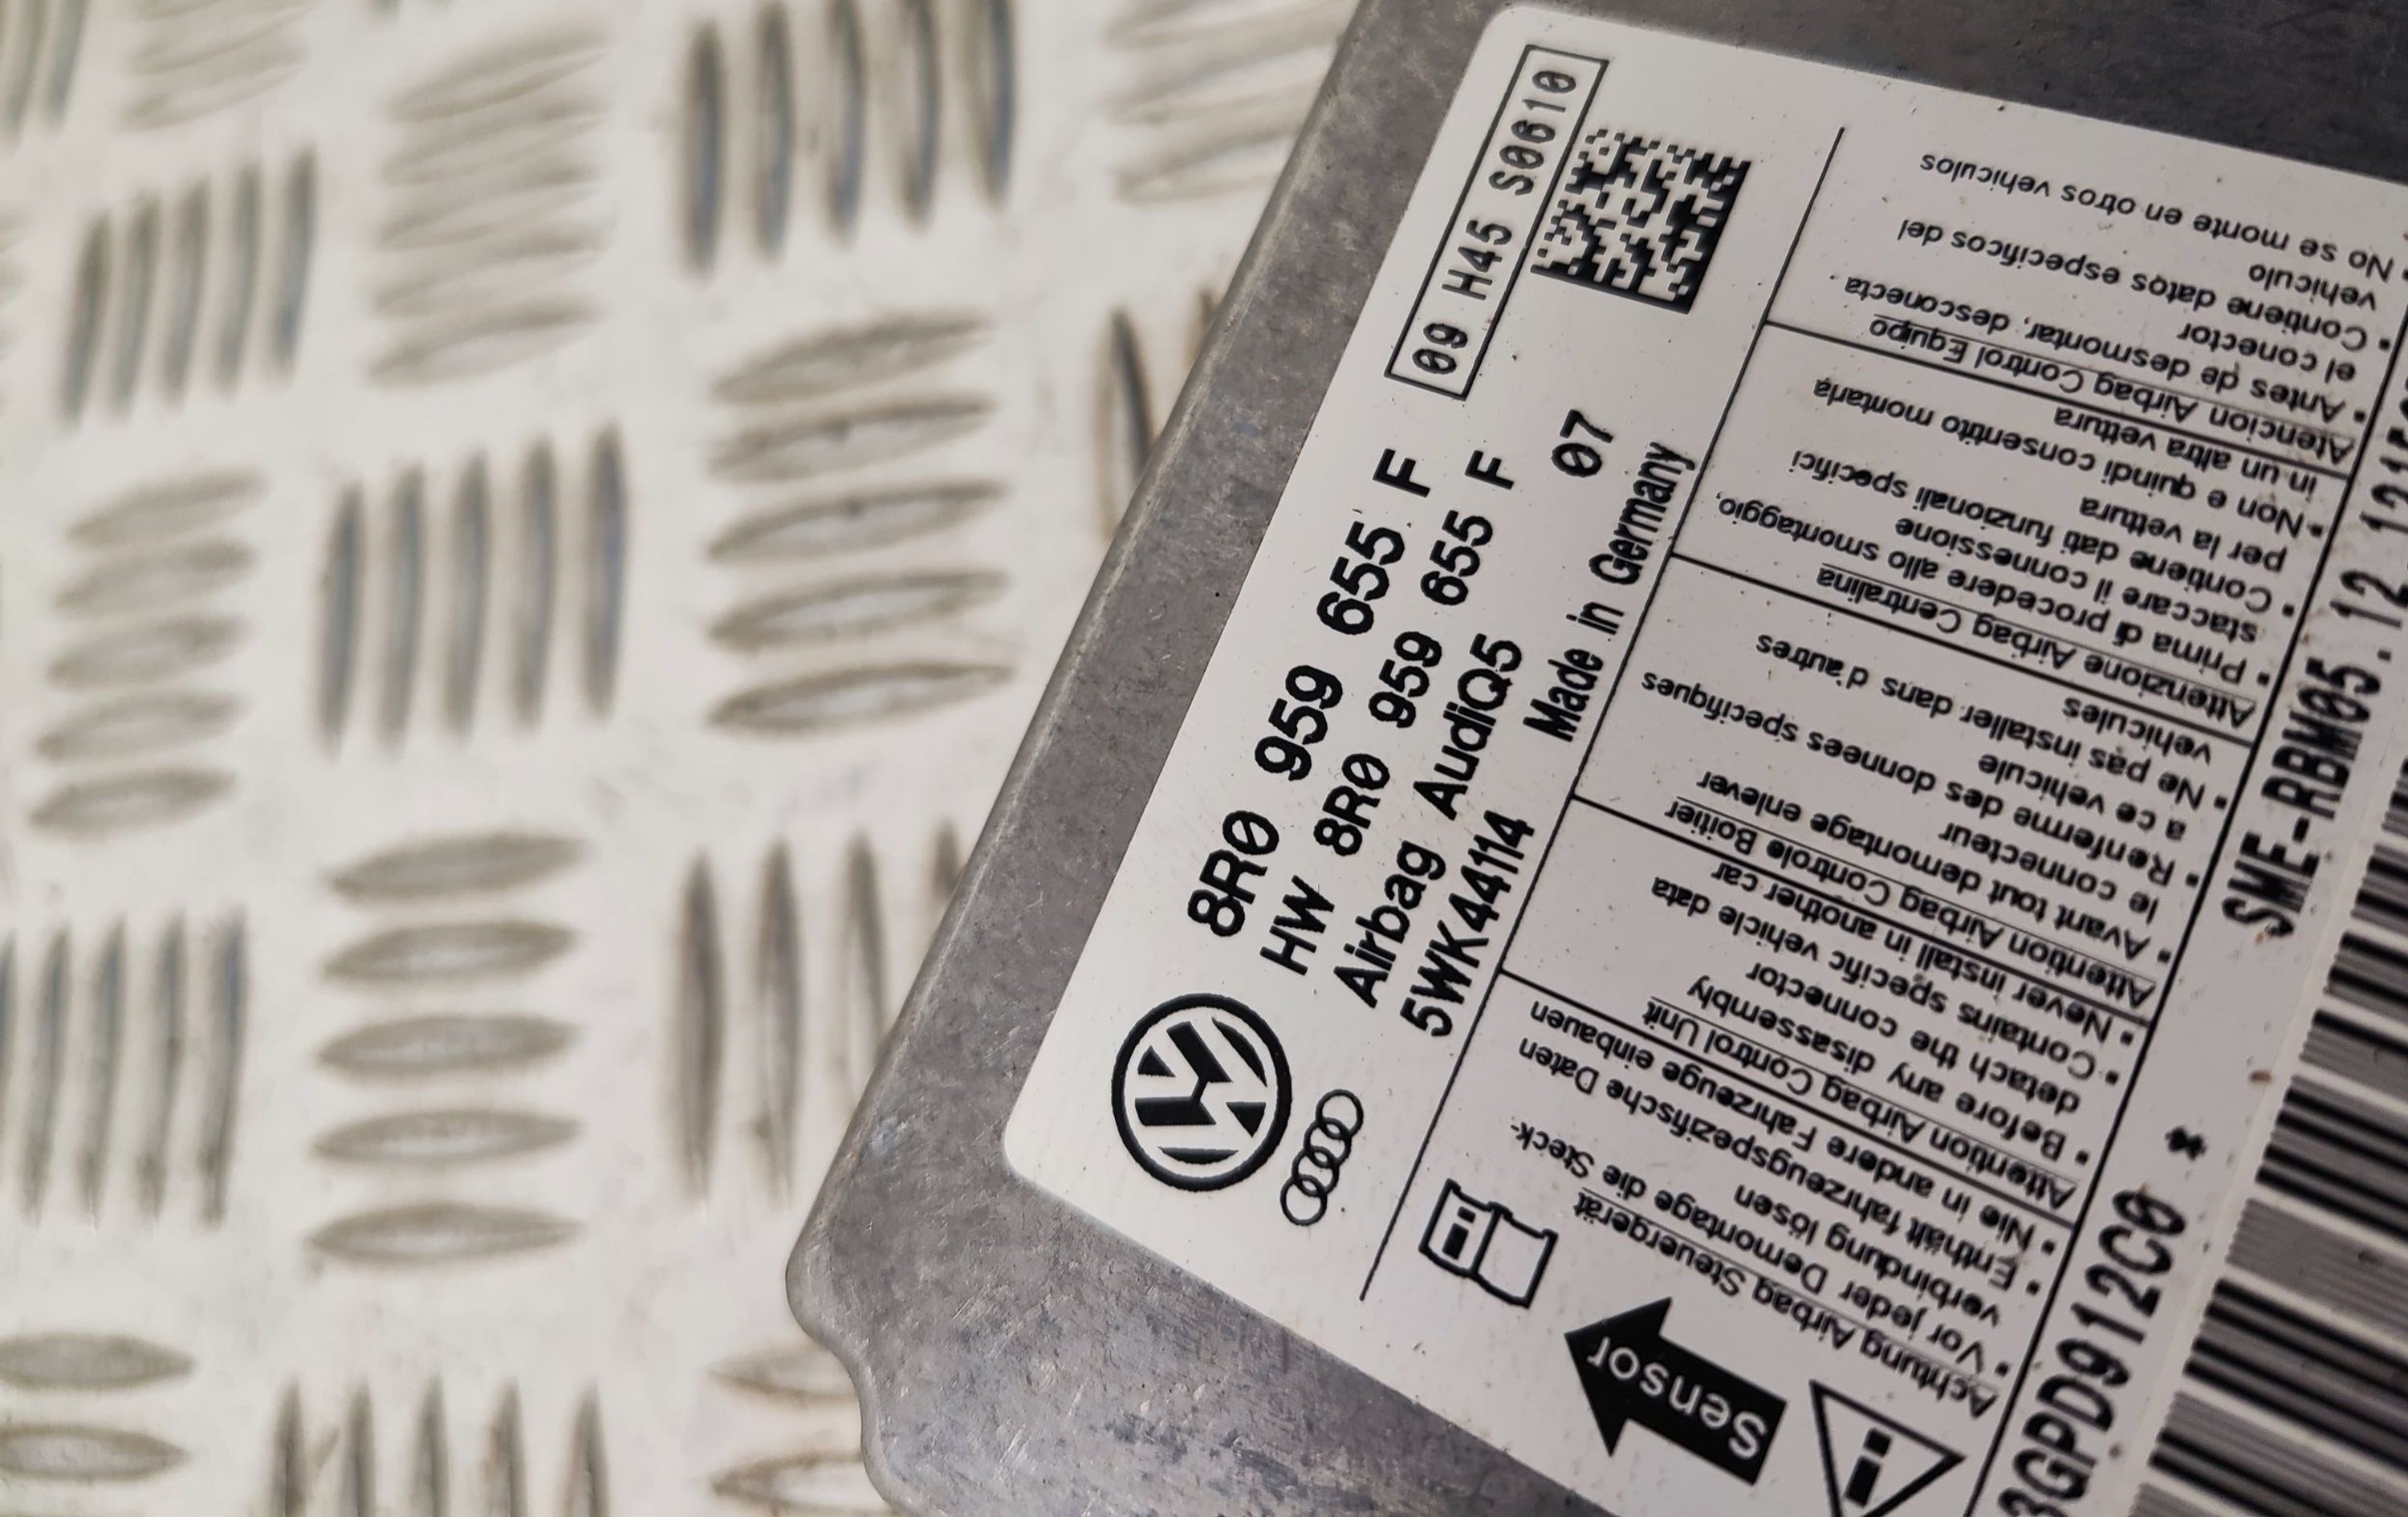 09 H45 S0610
8R0 959 655 F
HW 8R0 959 655 F
Airbag AudiQ5 07
5WK44114 Made in Germany
Sensor
Achtung Airbag Steuergerät
• Vor jeder Demontage die Steck-
verbindung lösen
• Enthält fahrzeugspezifische Daten
• Nie in andere Fahrzeuge einbauen
Attention Airbag Control Unit
• Before any disassembly
detach the connector
• Contains specific vehicle data
• Never install in another car
Attention Airbag Controle Boitier
• Avant tout demontage enlever
le connecteur
• Renferme des donnees specifiques
a ce vehicule
• Ne pas installer dans d'autres
vehicules
Attenzione Airbag Centralina
• Prima di procedere allo smontaggio,
staccare il connessione
• Contiene dati funzionali specifici
per la vettura
• Non e quindi consentito montarla
in un altra vettura
Atencion Airbag Control Equipo
• Antes de desmontar, desconecta
el conector
• Contiene datos especificos del
vehiculo
• No se monte en otros vehiculos
SME-RBM05.12
3GPD912C0 *